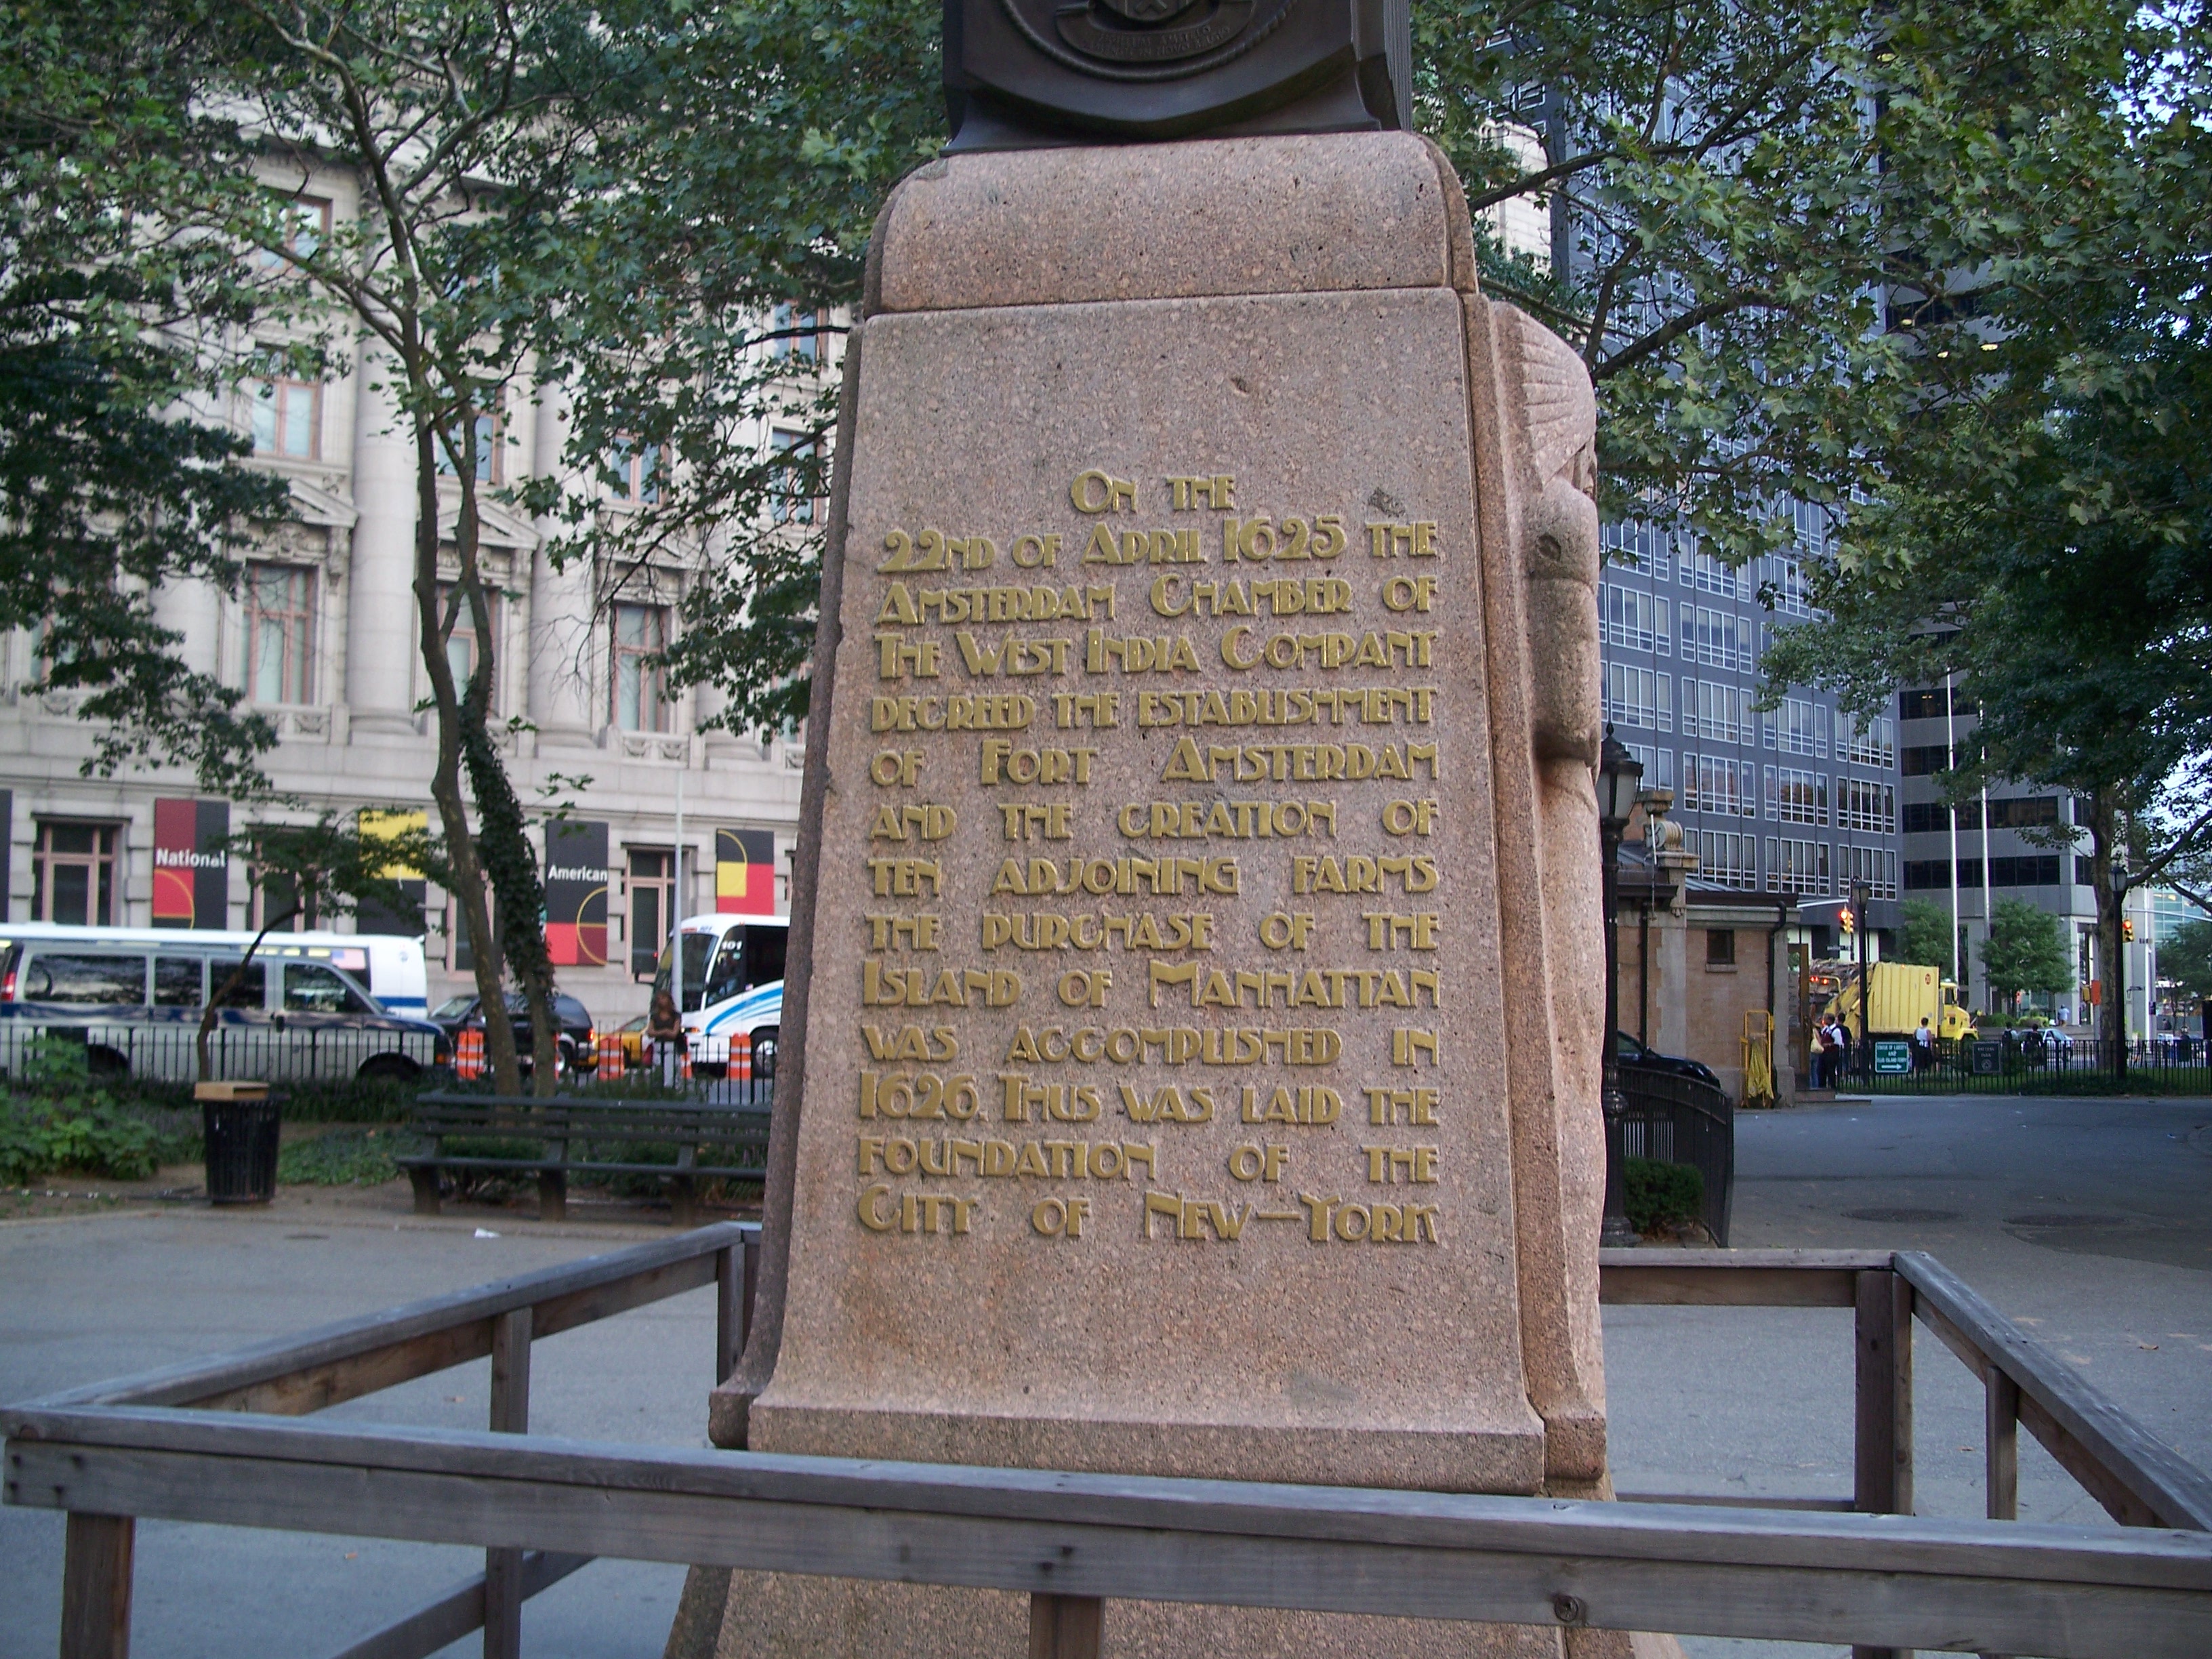 On the
22nd of April 1625 the
Amsterdam Chamber of
The West India Company
decreed the establishment
of Fort Amsterdam
and the creation of
ten adjoining farms
the purchase of the
Island of Manhattan
was accomplished in
1626. Thus was laid the
foundation of the
City of New-York
National
American
101